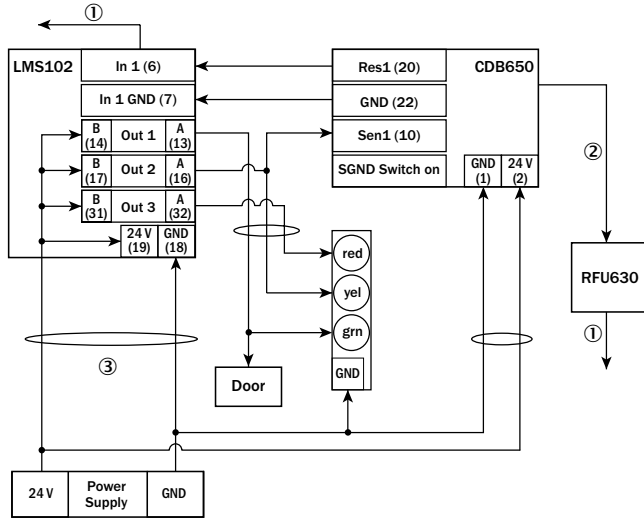 ①
LMS102
In 1 (6)
In 1 GND (7)
B
(14)
Out 1
A
(13)
B
(17)
Out 2
A
(16)
B
(31)
Out 3
A
(32)
24 V
(19)
GND
(18)
Res1 (20)
CDB650
GND (22)
Sen1 (10)
SGND Switch on
GND
(1)
24 V
(2)
②
RFU630
①
red
yel
grn
GND
Door
③
24 V
Power
Supply
GND